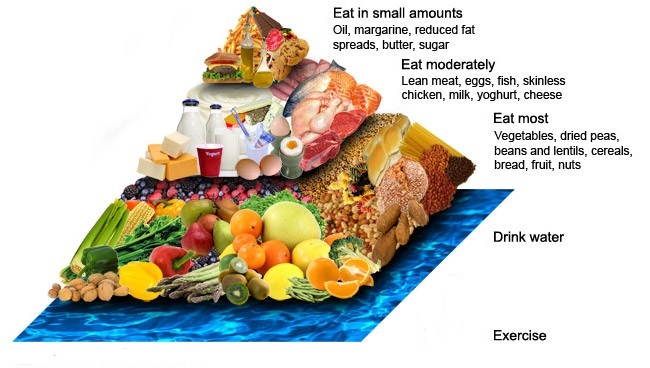 Eat in small amounts
Oil, margarine, reduced fat
spreads, butter, sugar
Eat moderately
Lean meat, eggs, fish, skinless
chicken, milk, yoghurt, cheese
Eat most
Vegetables, dried peas,
beans and lentils, cereals,
bread, fruit, nuts
Drink water
Exercise